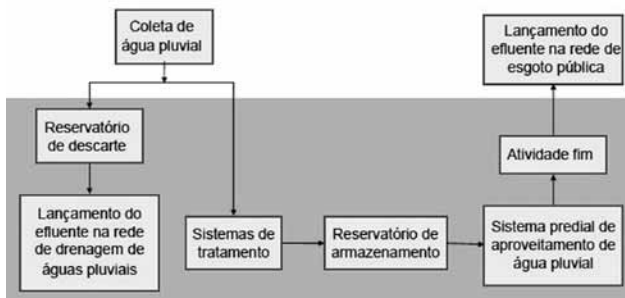 Coleta de
água pluvial
Lançamento do
efluente na rede de
esgoto pública
Reservatório
de descarte
Atividade fim
Lançamento do
efluente na rede
de drenagem de
águas pluviais
Sistemas de
tratamento
Reservatório de
armazenamento
Sistema predial de
aproveitamento de
água pluvial